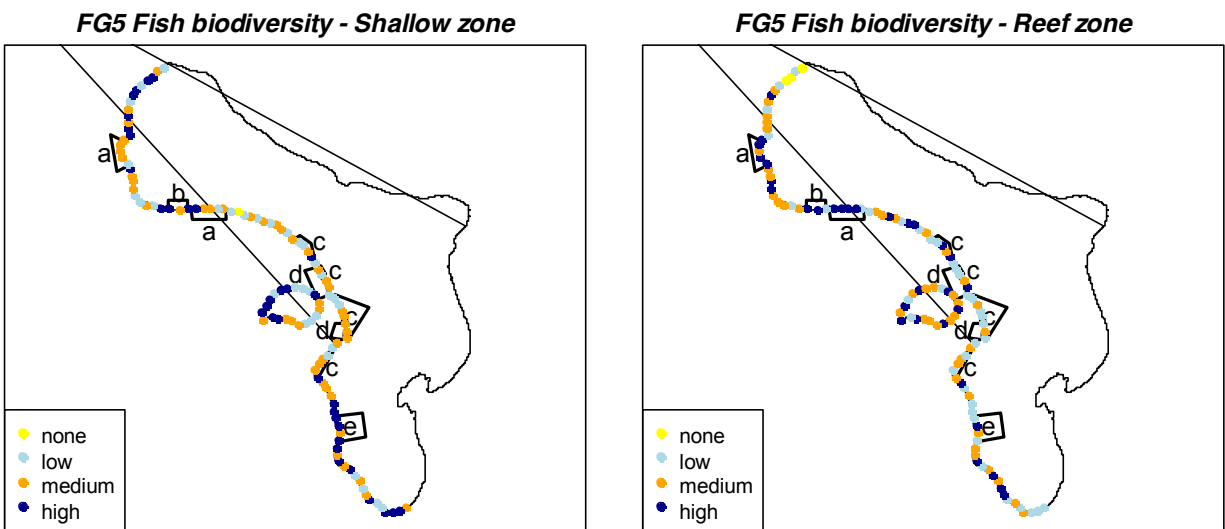 FG5 Fish biodiversity - Shallow zone
a
b
a
c
d
c
c
d
c
e
none
low
medium
high
FG5 Fish biodiversity - Reef zone
a
b
a
c
d
c
c
d
c
e
none
low
medium
high